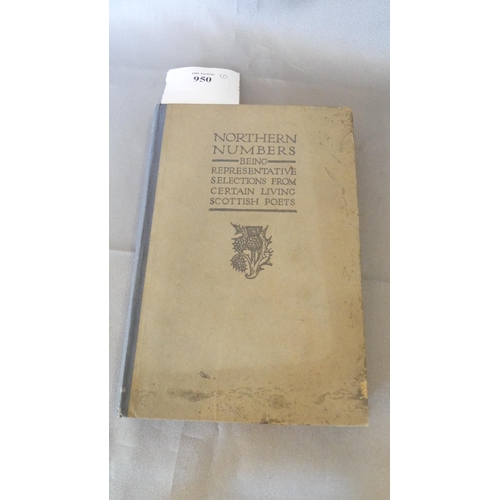 950
NORTHERN
NUMBERS
BEING
REPRESENTATIVE
SELECTIONS FROM
CERTAIN LIVING
SCOTTISH POETS